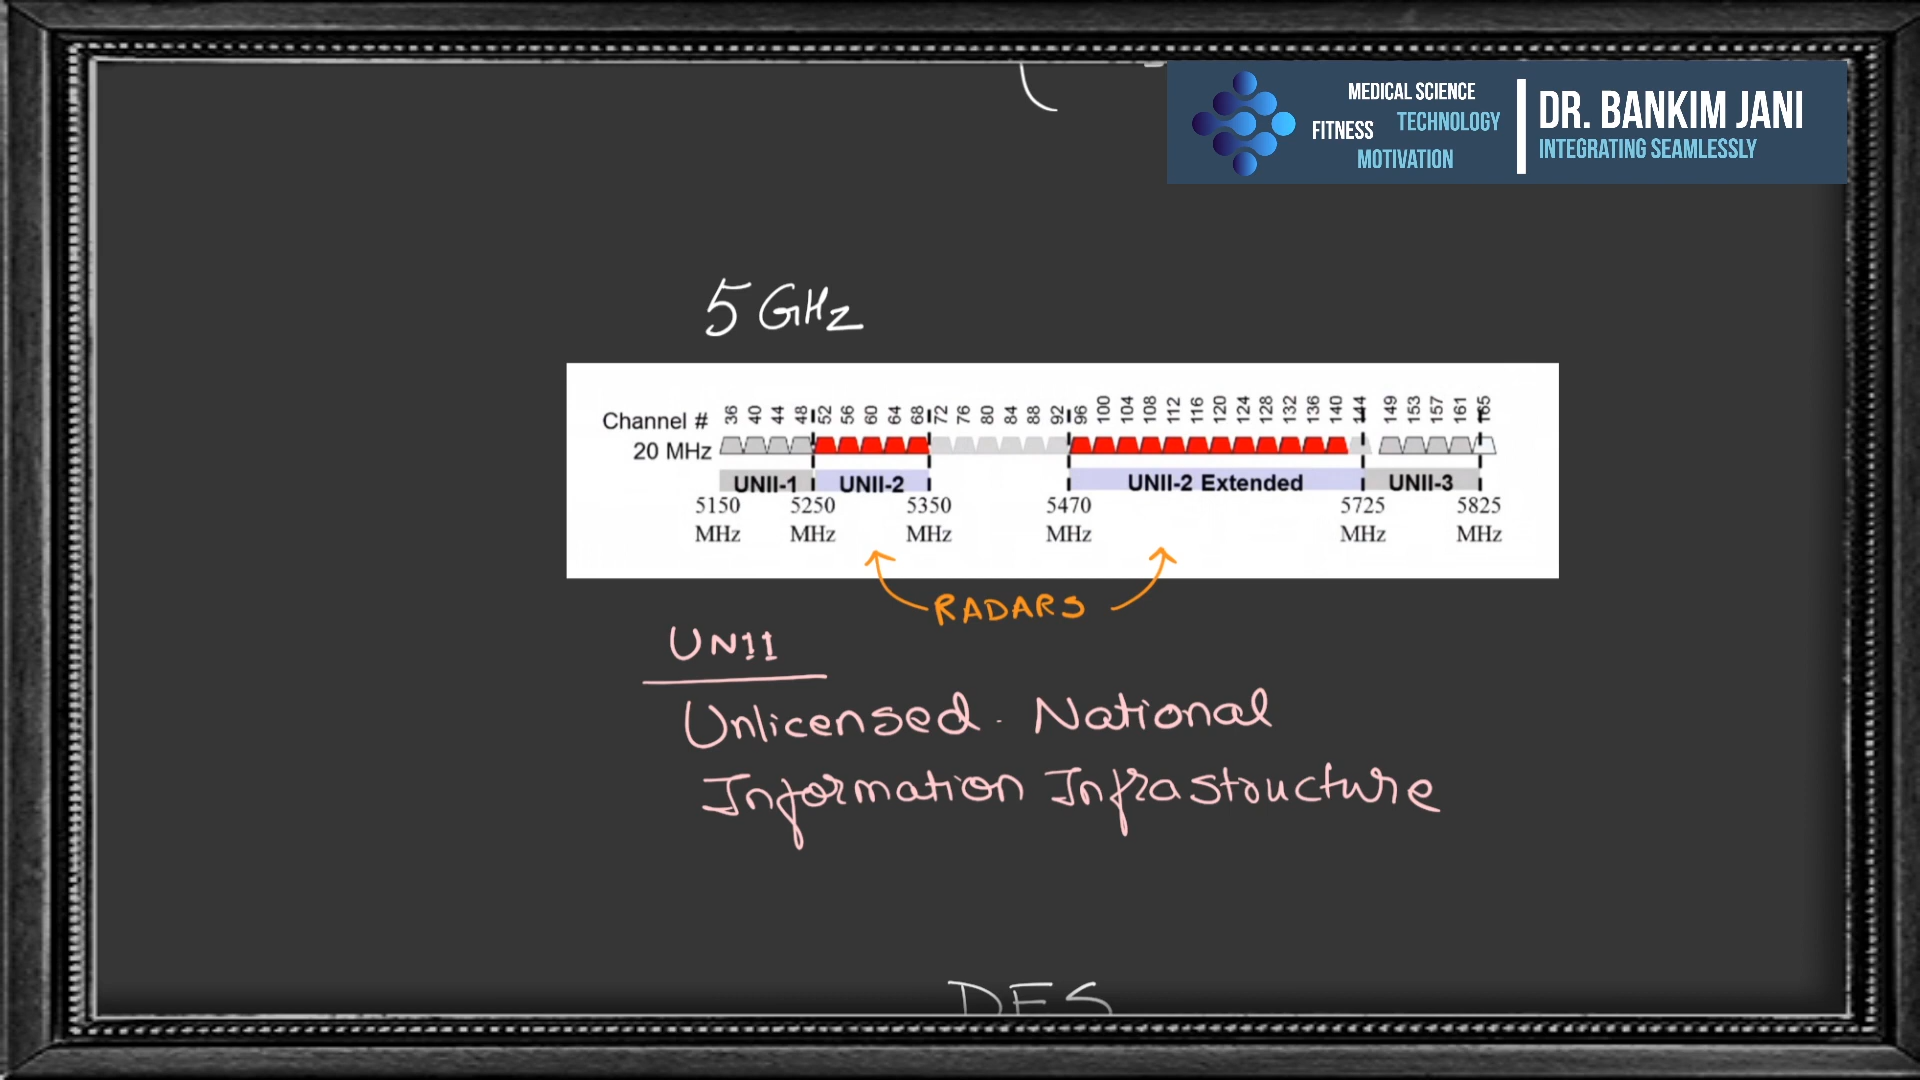 MEDICAL SCIENCE
FITNESS TECHNOLOGY
MOTIVATION
DR. BANKIM JANI
INTEGRATING SEAMLESSLY
5 GHz
Channel # 36 40 44 48 52 56 60 64 68 72 76 80 84 88 92 96 100 104 108 112 116 120 124 128 132 136 140 144 149 153 157 161 165
20 MHz
UNII-1 UNII-2 UNII-2 Extended UNII-3
5150 5250 5350 5470 5725 5825
MHz MHz MHz MHz MHz MHz
RADARS
UNII
Unlicensed National
Information Infrastructure
DFS